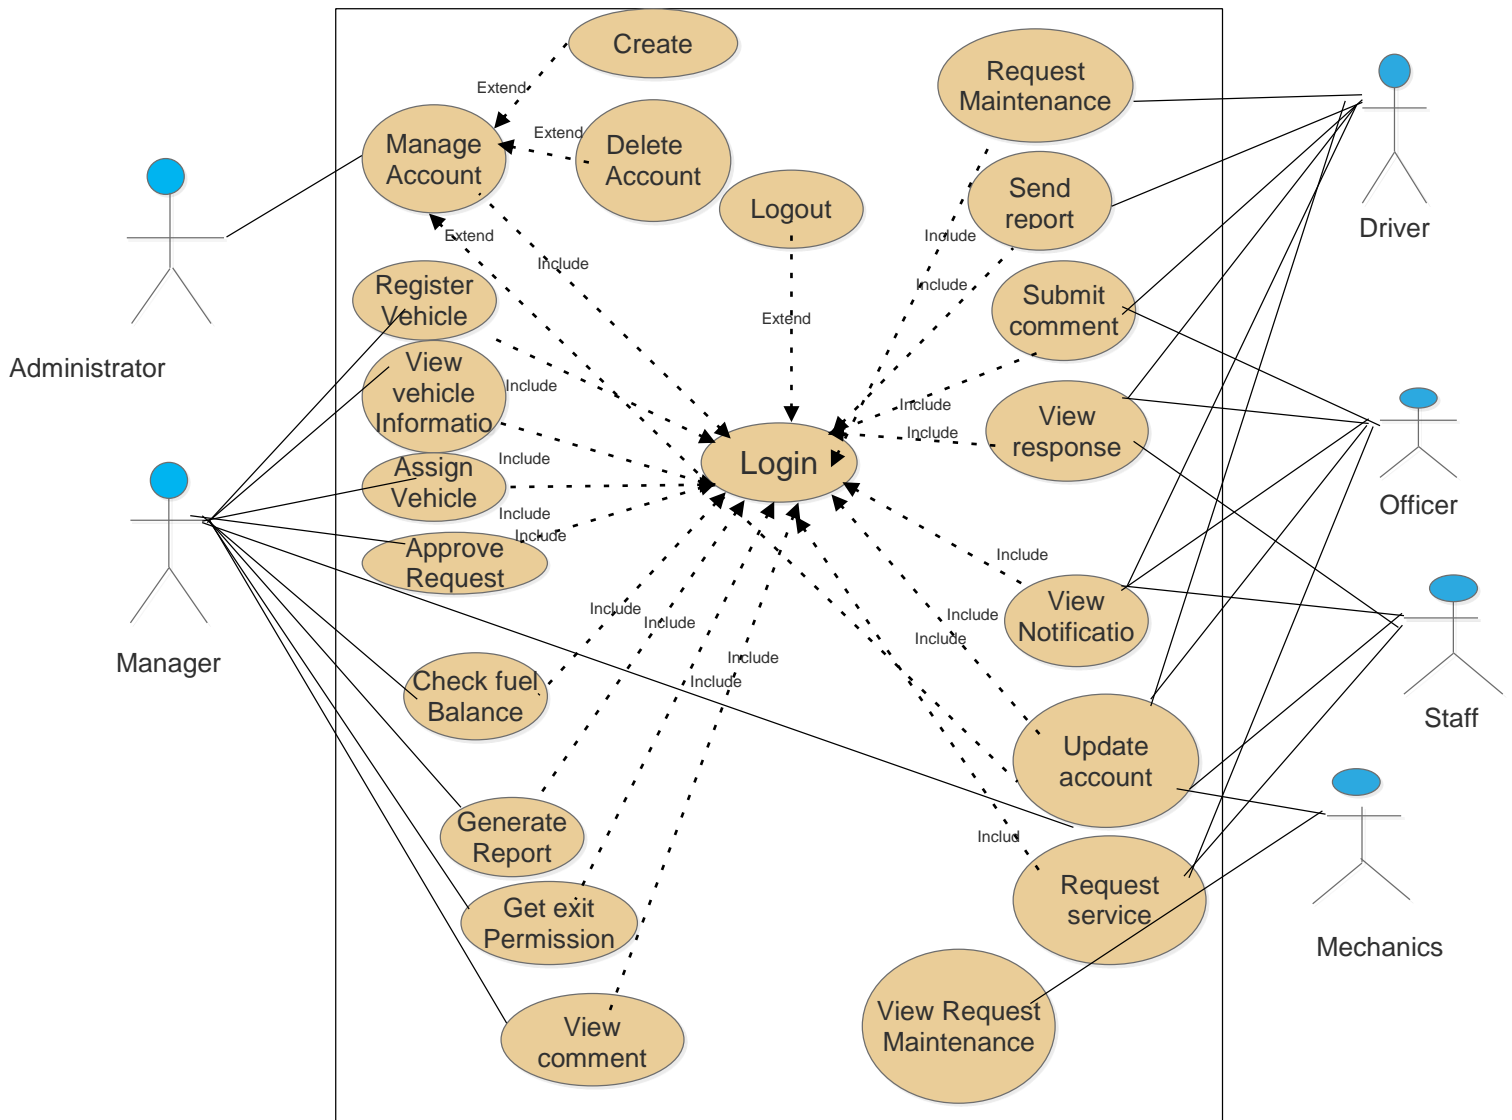 Create
Request
Maintenance
Extend
Manage
Account
Extend
Delete
Account
Send
report
Logout
Driver
Extend
Include
Include
Include
Register
Vehicle
Submit
comment
Extend
Administrator
View
vehicle
Informatio
Include
Include
Include
View
response
Login
Include
Assign
Vehicle
Officer
Include
Include
Approve
Request
Include
Include
View
Notificatio
Include
Include
Include
Include
Include
Include
Manager
Check fuel
Balance
Include
Staff
Update
account
Generate
Report
Includ
Request
service
Get exit
Permission
Mechanics
View Request
Maintenance
View
comment